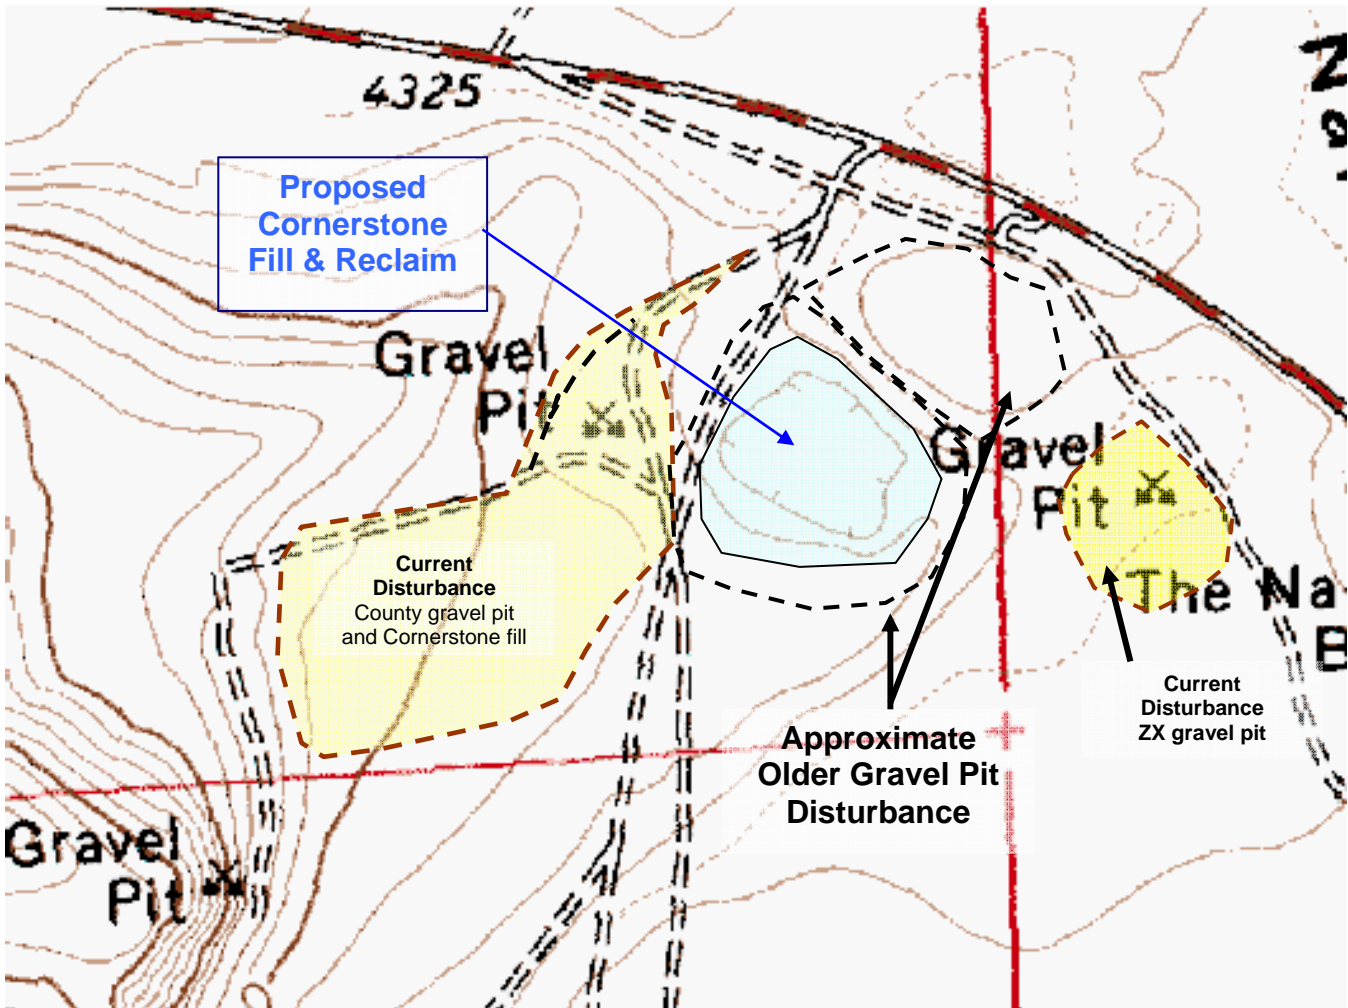 4325
Proposed
Cornerstone
Fill & Reclaim
Gravel
Pit
Gravel
Pit
Current
Disturbance
County gravel pit
and Cornerstone fill
The Na
B
Current
Disturbance
ZX gravel pit
Approximate
Older Gravel Pit
Disturbance
Gravel
Pit
Z